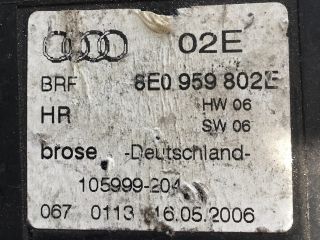 02E
BRF 8E0 959 802E
HR HW 06
SW 06
brose -Deutschland-
105999-204
067 0113 16.05.2006